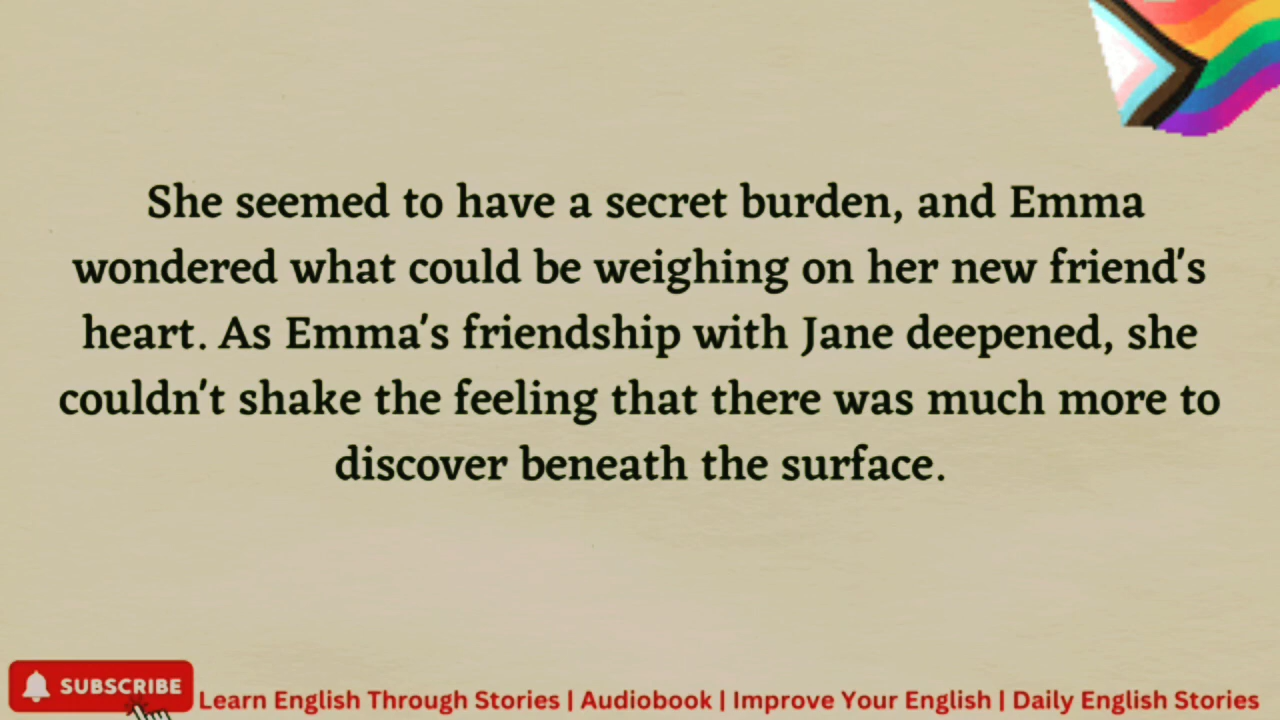 She seemed to have a secret burden, and Emma
wondered what could be weighing on her new friend's
heart. As Emma's friendship with Jane deepened, she
couldn't shake the feeling that there was much more to
discover beneath the surface.
SUBSCRIBE
Learn English Through Stories | Audiobook | Improve Your English | Daily English Stories